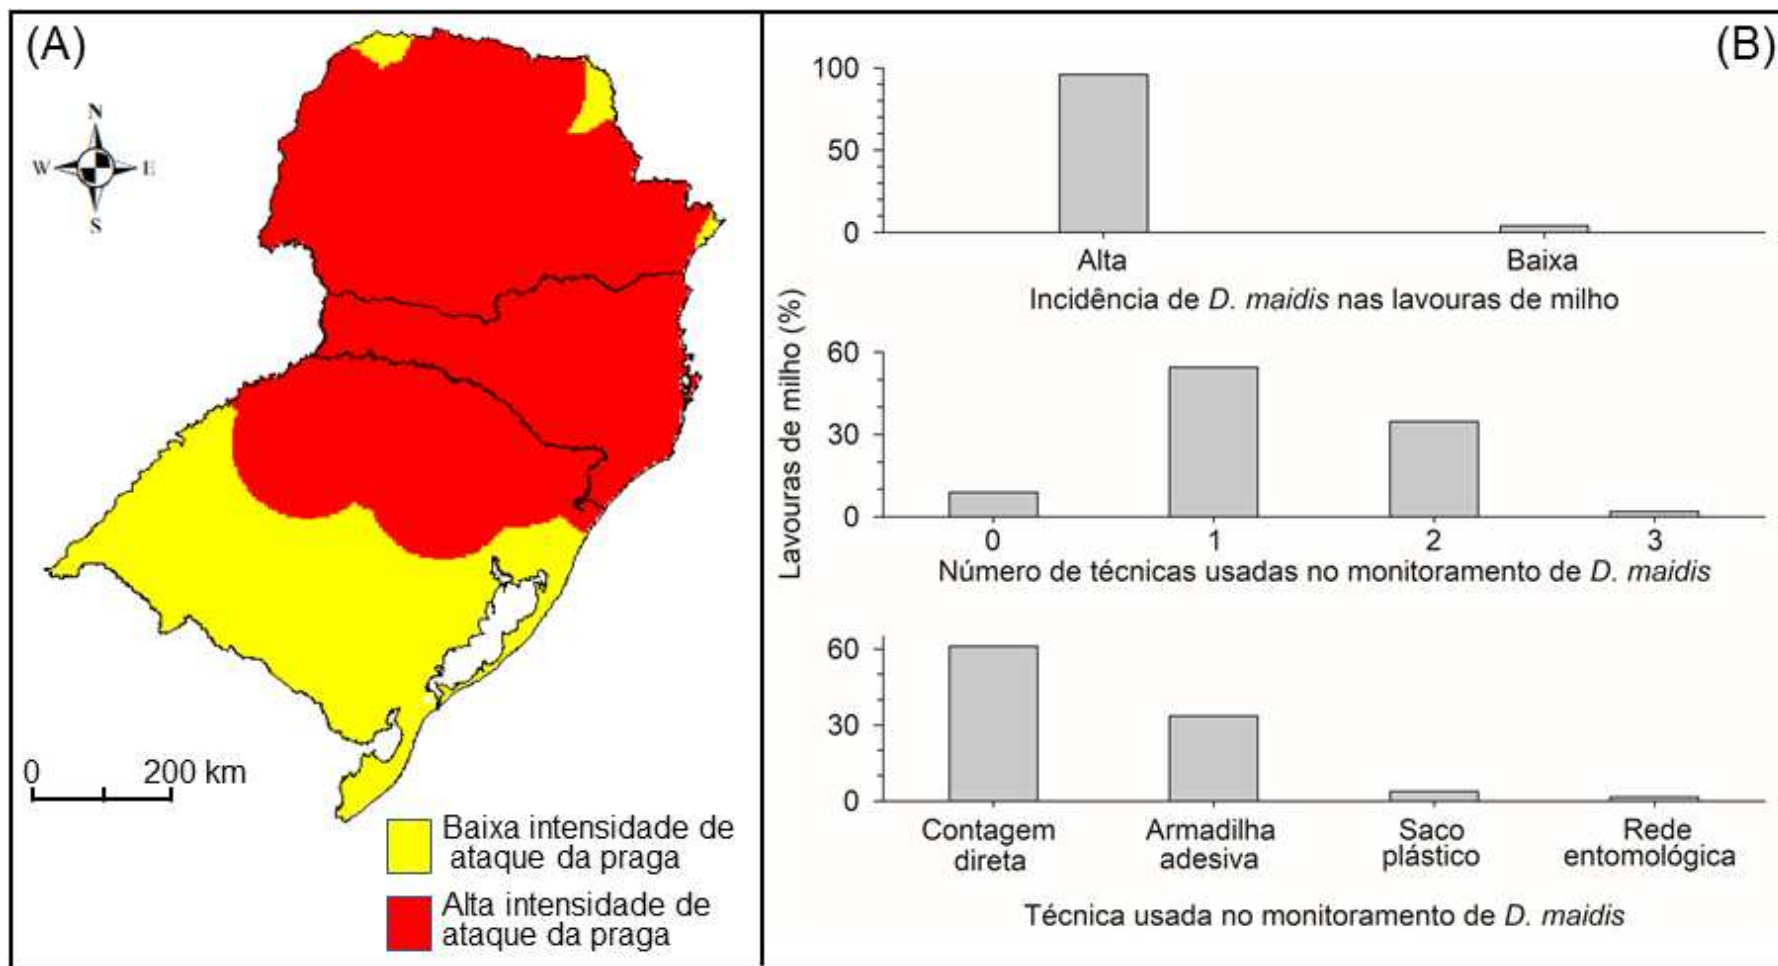 (A)
N
W E
S
0 200 km
Baixa intensidade de
ataque da praga
Alta intensidade de
ataque da praga
(B)
Lavouras de milho (%)
100
50
0
Alta Baixa
Incidência de D. maidis nas lavouras de milho
60
30
0
0 1 2 3
Número de técnicas usadas no monitoramento de D. maidis
60
30
0
Contagem direta
Armadilha adesiva
Saco plástico
Rede entomológica
Técnica usada no monitoramento de D. maidis